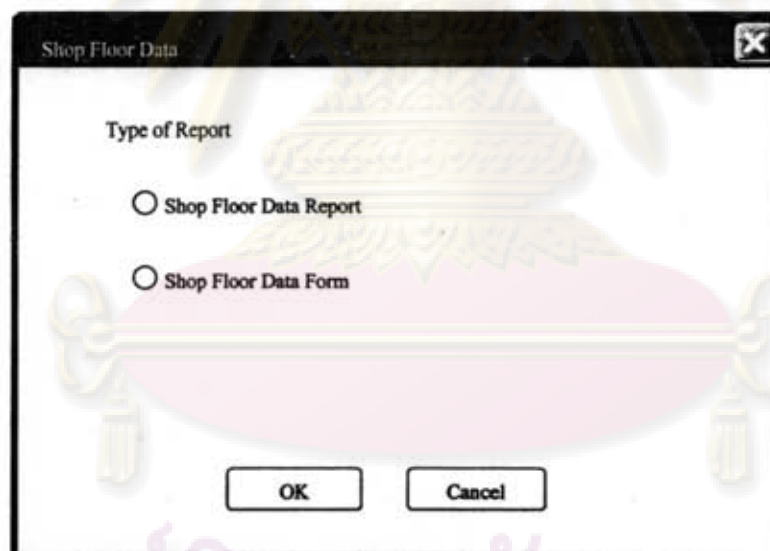 Shop Floor Data
Type of Report
Shop Floor Data Report
Shop Floor Data Form
OK
Cancel